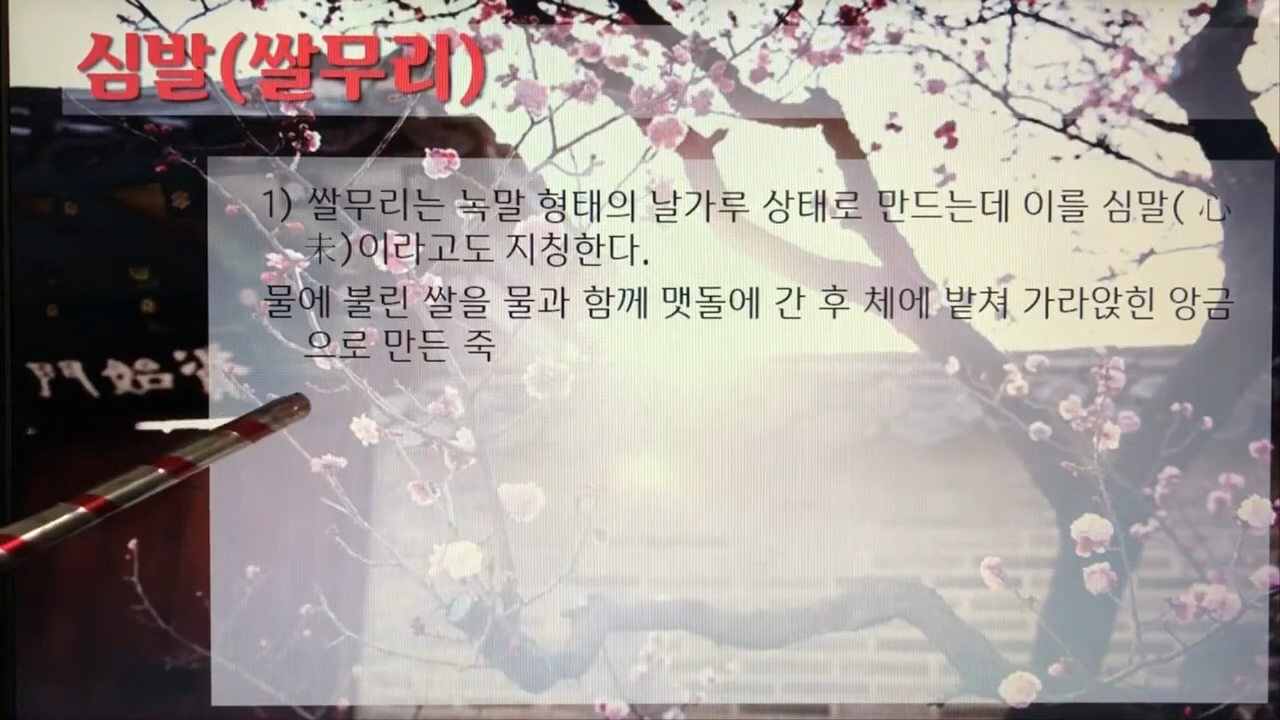 심발(쌀무리)
1) 쌀무리는 녹말 형태의 날가루 상태로 만드는데 이를 심말( 心
未)이라고도 지칭한다.
물에 불린 쌀을 물과 함께 맷돌에 간 후 체에 밭쳐 가라앉힌 앙금
으로 만든 죽
門始